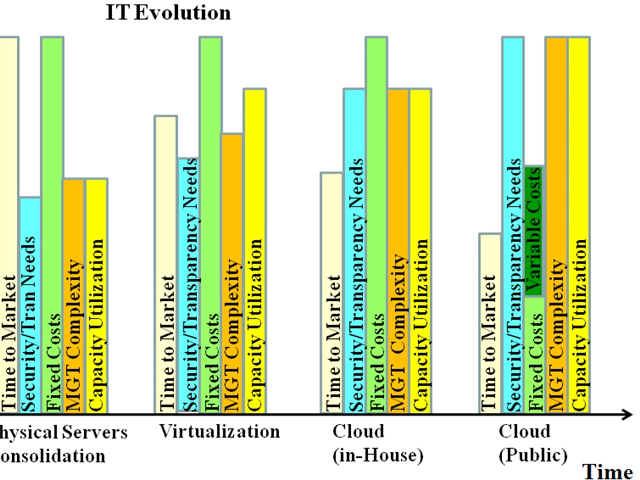 IT Evolution
Time to Market
Security/Tran Needs
Fixed Costs
MGT Complexity
Capacity Utilization
Time to Market
Security/Transparency Needs
Fixed Costs
MGT Complexity
Capacity Utilization
Time to Market
Security/Transparency Needs
Fixed Costs
MGT Complexity
Capacity Utilization
Time to Market
Security/Transparency Needs
Fixed Costs
Variable Costs
MGT Complexity
Capacity Utilization
hysical Servers
onsolidation
Virtualization
Cloud
(in-House)
Cloud
(Public)
Time